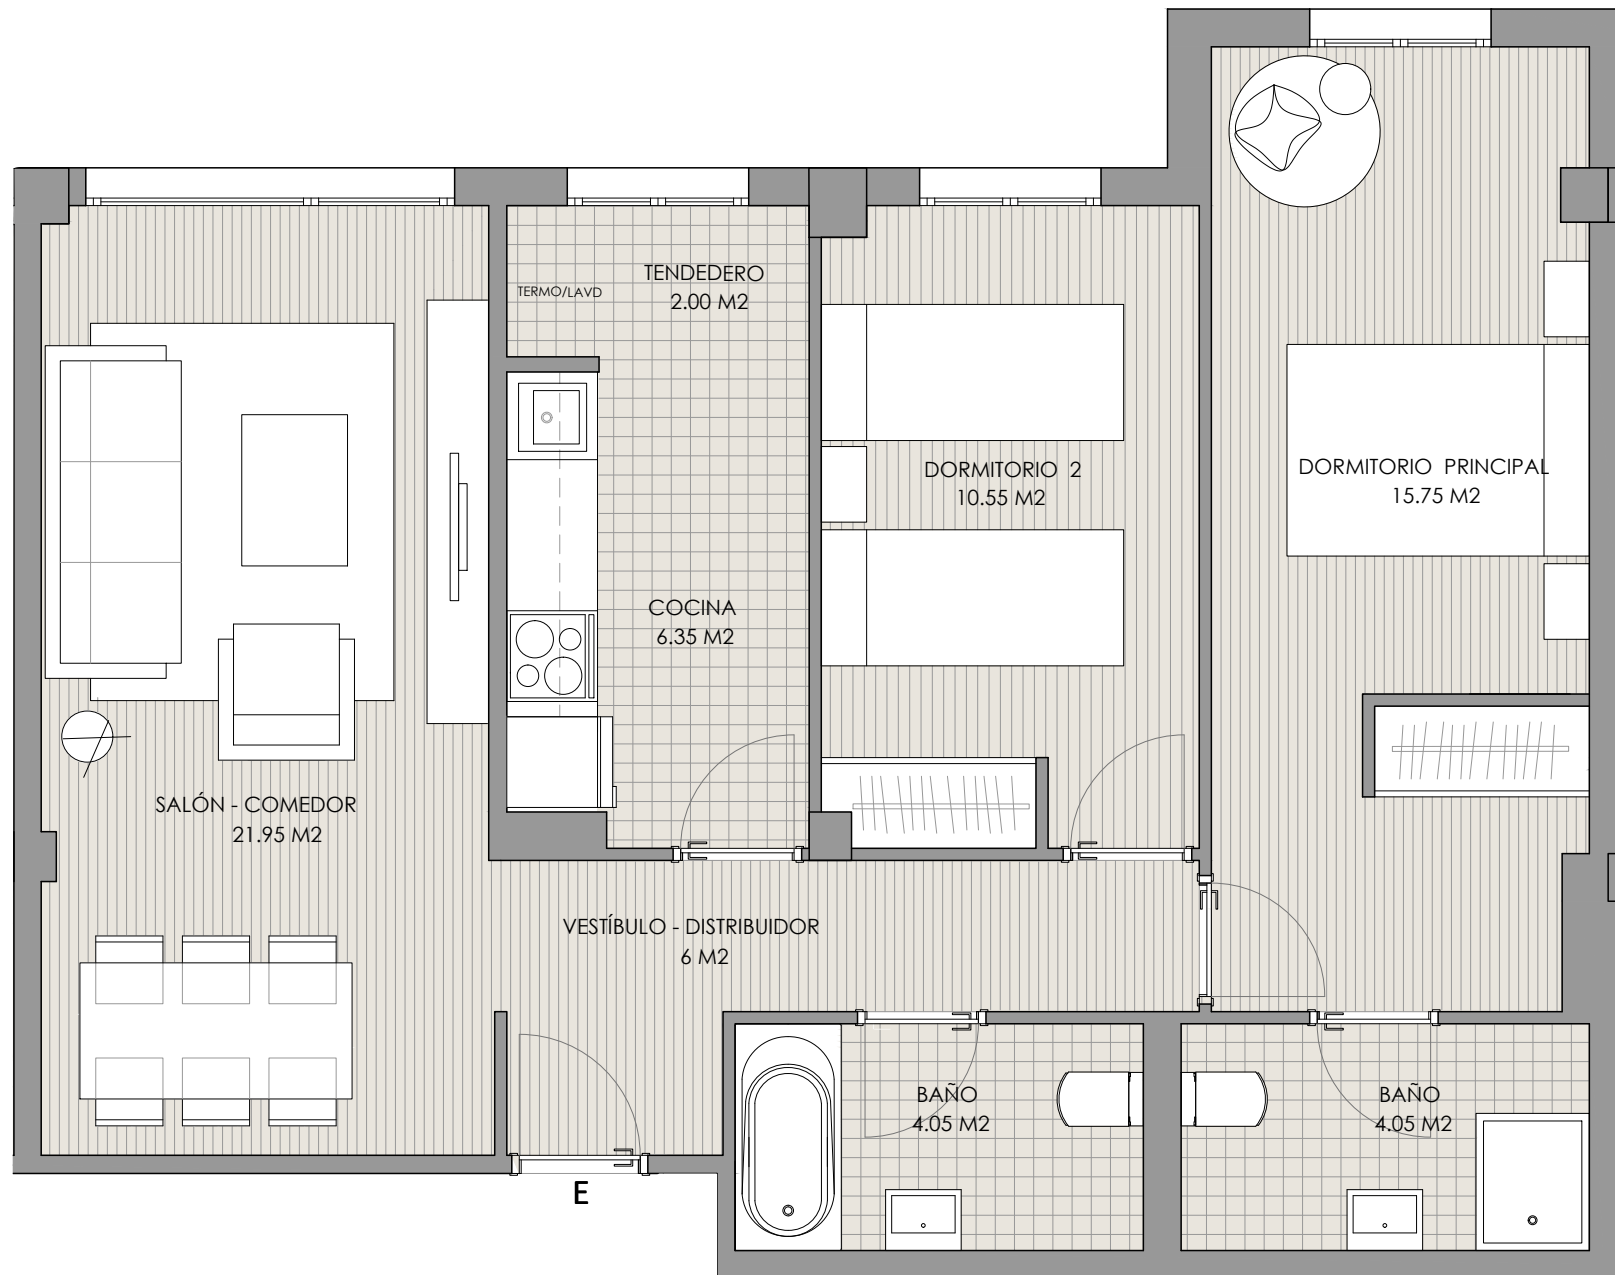 TENDEDERO
2.00 M2
TERMO/LAVD
DORMITORIO 2
10.55 M2
DORMITORIO PRINCIPAL
15.75 M2
COCINA
6.35 M2
SALÓN - COMEDOR
21.95 M2
VESTÍBULO - DISTRIBUIDOR
6 M2
BAÑO
4.05 M2
BAÑO
4.05 M2
E